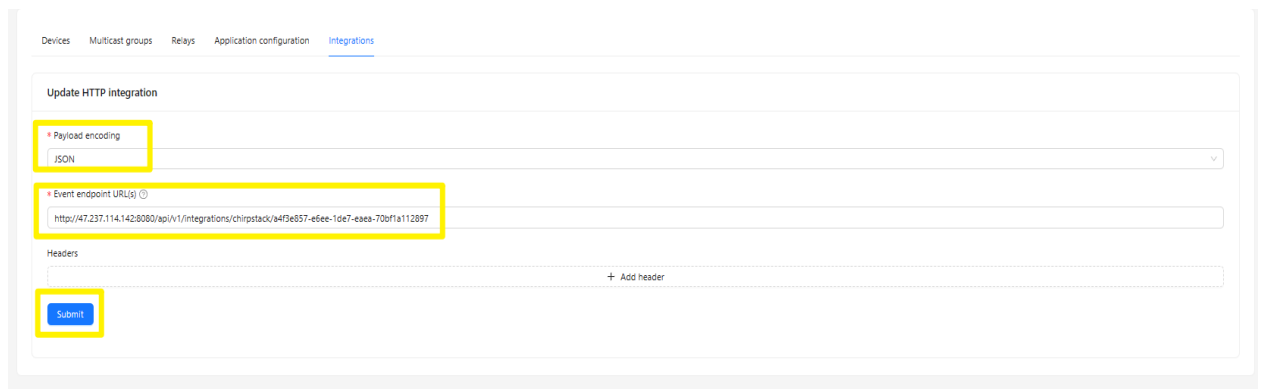 Devices Multicast groups Relays Application configuration Integrations
Update HTTP integration
* Payload encoding
JSON
* Event endpoint URL(s)
http://47.237.114.142:8080/api/v1/integrations/chirpstack/a4f3e857-e6ee-1de7-eaea-70bf1a112897
Headers
+ Add header
Submit